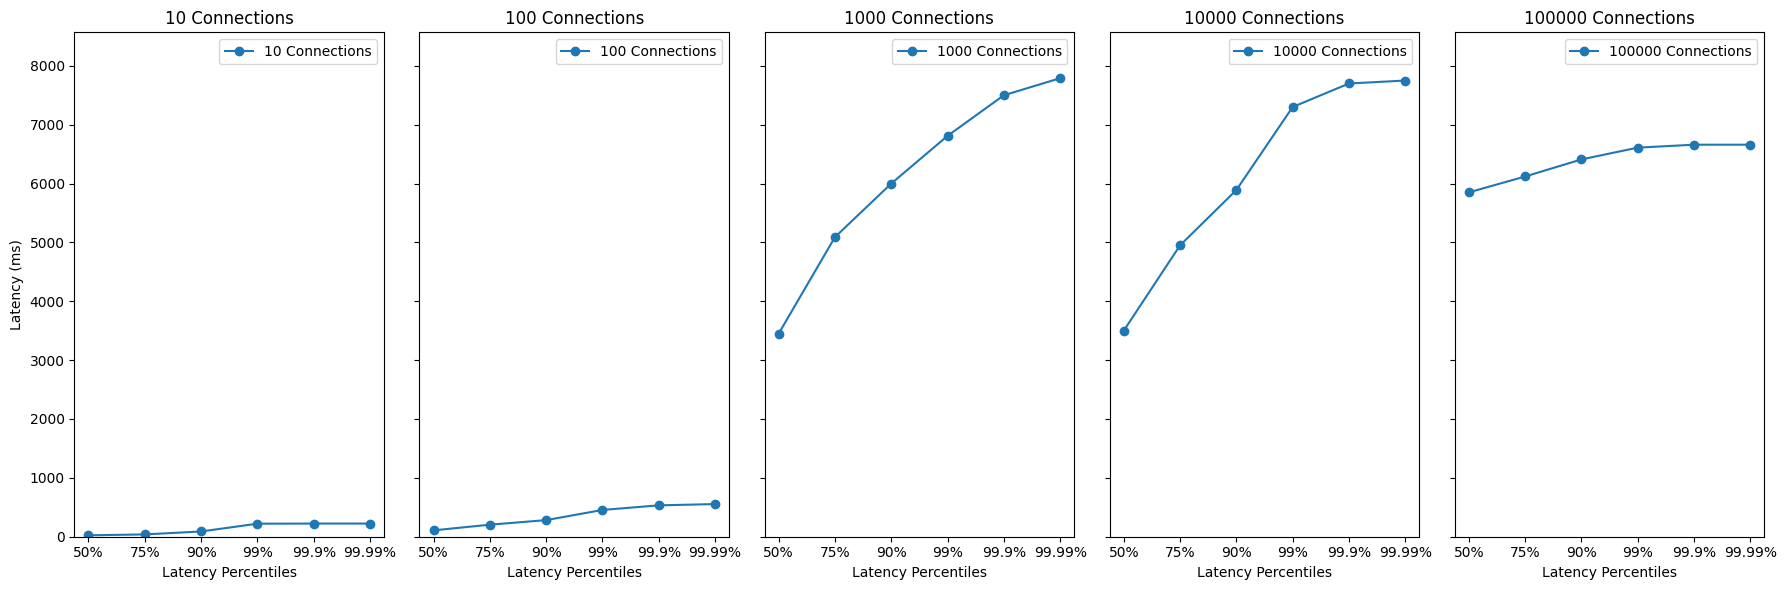 10 Connections
100 Connections
1000 Connections
10000 Connections
100000 Connections
10 Connections
100 Connections
1000 Connections
10000 Connections
100000 Connections
8000
7000
6000
5000
4000
3000
2000
1000
0
Latency (ms)
50% 75% 90% 99% 99.9% 99.99%
50% 75% 90% 99% 99.9% 99.99%
50% 75% 90% 99% 99.9% 99.99%
50% 75% 90% 99% 99.9% 99.99%
50% 75% 90% 99% 99.9% 99.99%
Latency Percentiles
Latency Percentiles
Latency Percentiles
Latency Percentiles
Latency Percentiles